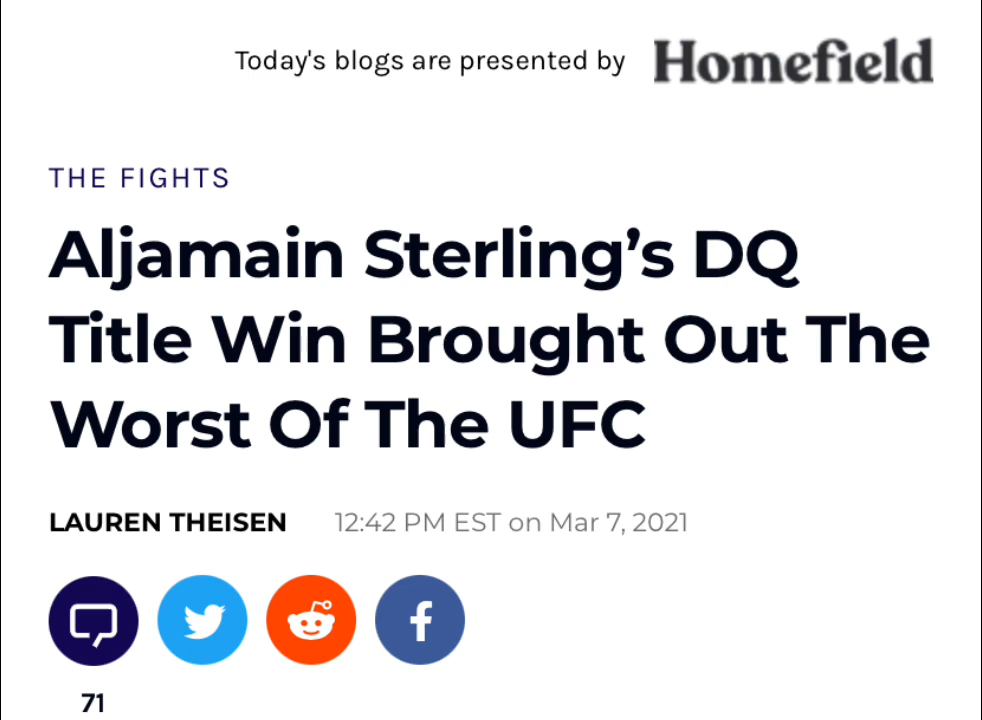 Today's blogs are presented by Homefield
THE FIGHTS
Aljamain Sterling’s DQ
Title Win Brought Out The
Worst Of The UFC
LAUREN THEISEN 12:42 PM EST on Mar 7, 2021
71